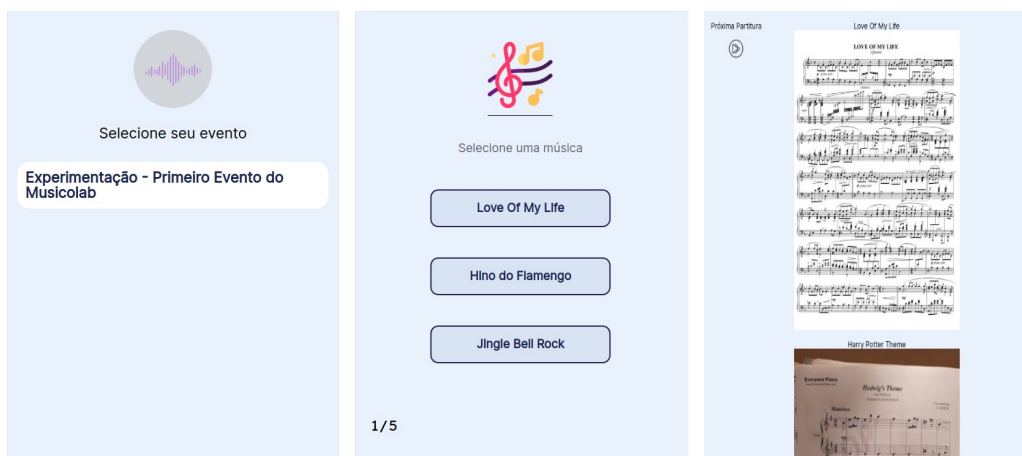 Selecione seu evento
Experimentação - Primeiro Evento do
Musicolab
Selecione uma música
Love Of My Life
Hino do Flamengo
Jingle Bell Rock
1/5
Próxima Partitura
Love Of My Life
LOVE OF MY LIFE
Harry Potter Theme
Everyone Piano
Hedwig's Theme